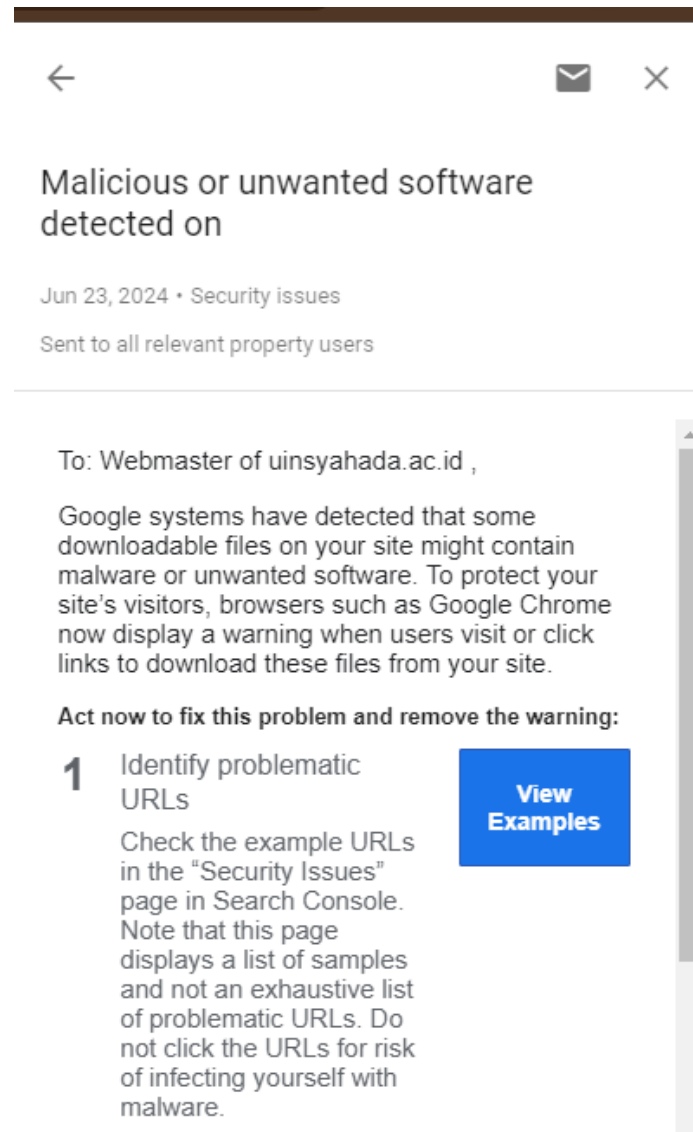 Malicious or unwanted software
detected on
Jun 23, 2024 • Security issues
Sent to all relevant property users
To: Webmaster of uinsyahada.ac.id ,
Google systems have detected that some
downloadable files on your site might contain
malware or unwanted software. To protect your
site's visitors, browsers such as Google Chrome
now display a warning when users visit or click
links to download these files from your site.
Act now to fix this problem and remove the warning:
1
Identify problematic
URLs
Check the example URLs
in the “Security Issues”
page in Search Console.
Note that this page
displays a list of samples
and not an exhaustive list
of problematic URLs. Do
not click the URLs for risk
of infecting yourself with
malware.
View
Examples